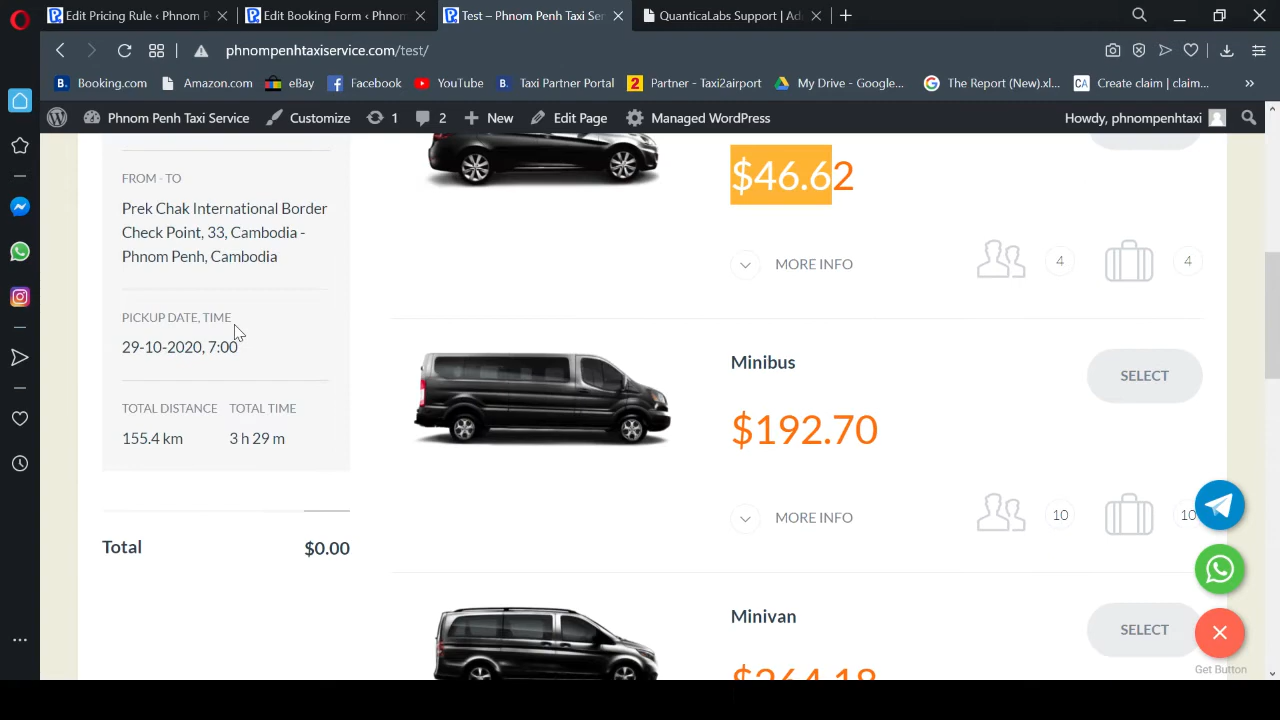 Edit Pricing Rule ‹ Phnom P
Edit Booking Form ‹ Phnom
Test – Phnom Penh Taxi Ser
QuanticaLabs Support | Ad
phnompenhtaxiservice.com/test/
Booking.com
Amazon.com
eBay
Facebook
YouTube
Taxi Partner Portal
Partner - Taxi2airport
My Drive - Google...
The Report (New).xl...
Create claim | claim...
Phnom Penh Taxi Service
Customize
1
2
New
Edit Page
Managed WordPress
Howdy, phnompenhtaxi
FROM - TO
Prek Chak International Border
Check Point, 33, Cambodia -
Phnom Penh, Cambodia
PICKUP DATE, TIME
29-10-2020, 7:00
TOTAL DISTANCE TOTAL TIME
155.4 km 3 h 29 m
Total $0.00
$46.62
MORE INFO 4 4
Minibus
SELECT
$192.70
MORE INFO 10 10
Minivan
SELECT
$264.18
Get Button